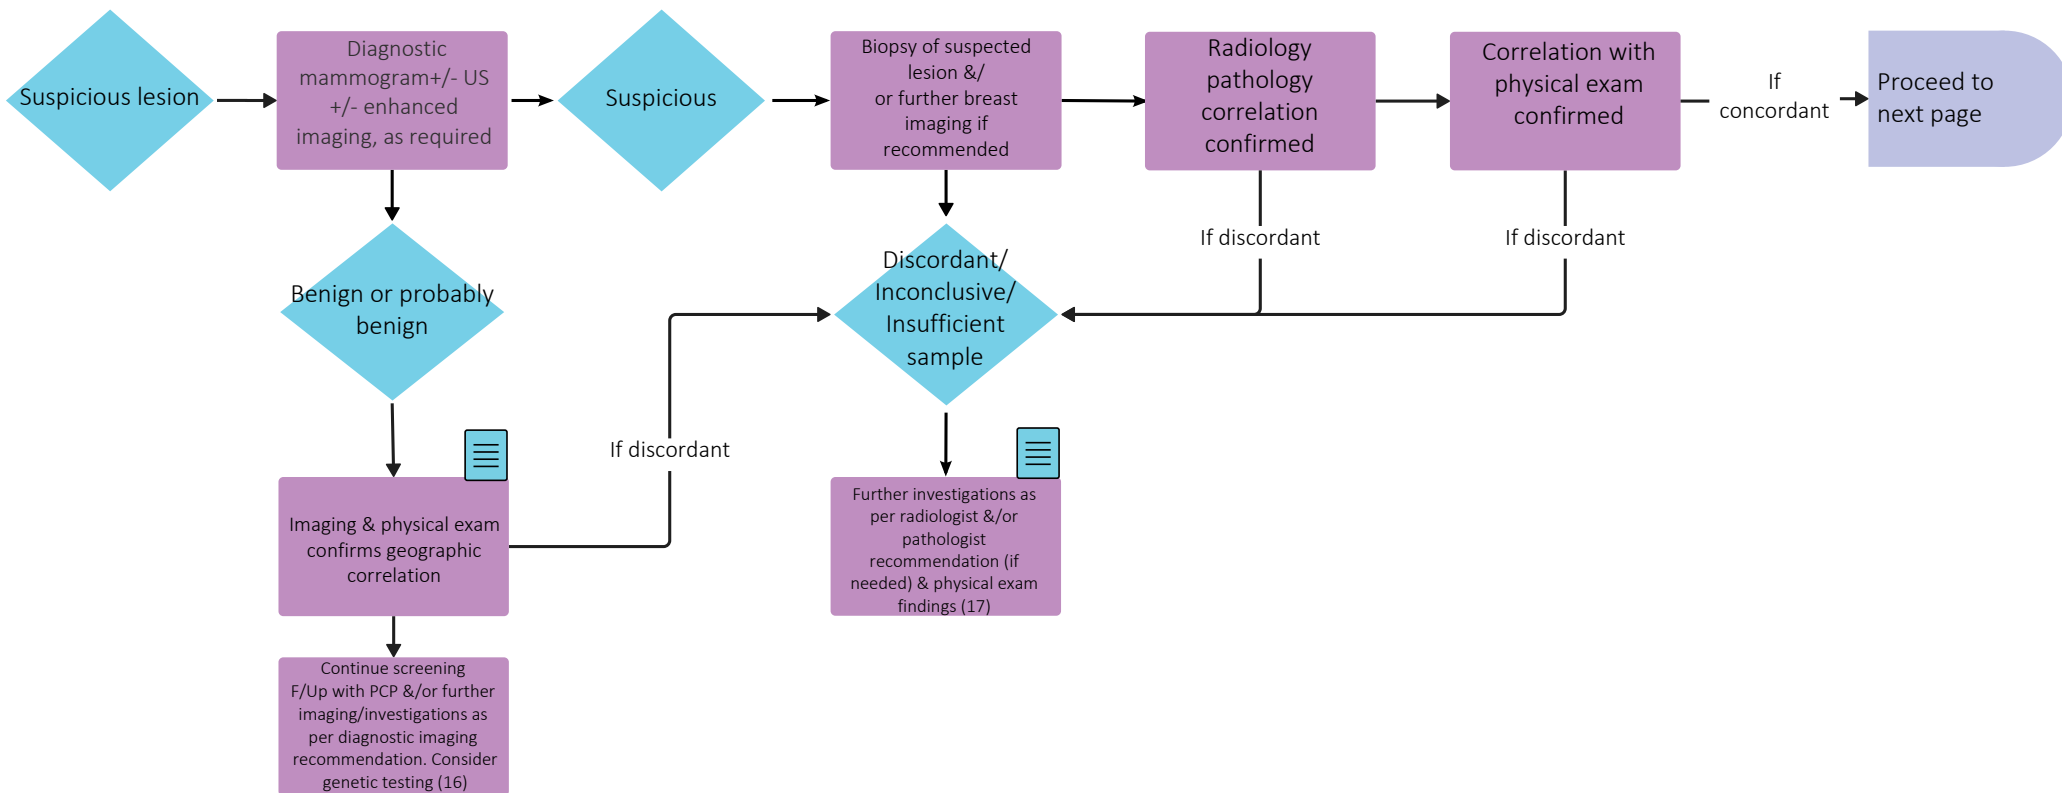 Suspicious lesion
Diagnostic
mammogram+/- US
+/- enhanced
imaging, as required
Suspicious
Biopsy of suspected
lesion &/
or further breast
imaging if
recommended
Radiology
pathology
correlation
confirmed
Correlation with
physical exam
confirmed
If
concordant
Proceed to
next page
Benign or probably
benign
Discordant/
Inconclusive/
Insufficient
sample
If discordant
If discordant
If discordant
Imaging & physical exam
confirms geographic
correlation
Further investigations as
per radiologist &/or
pathologist
recommendation (if
needed) & physical exam
findings (17)
Continue screening
F/Up with PCP &/or further
imaging/investigations as
per diagnostic imaging
recommendation. Consider
genetic testing (16)